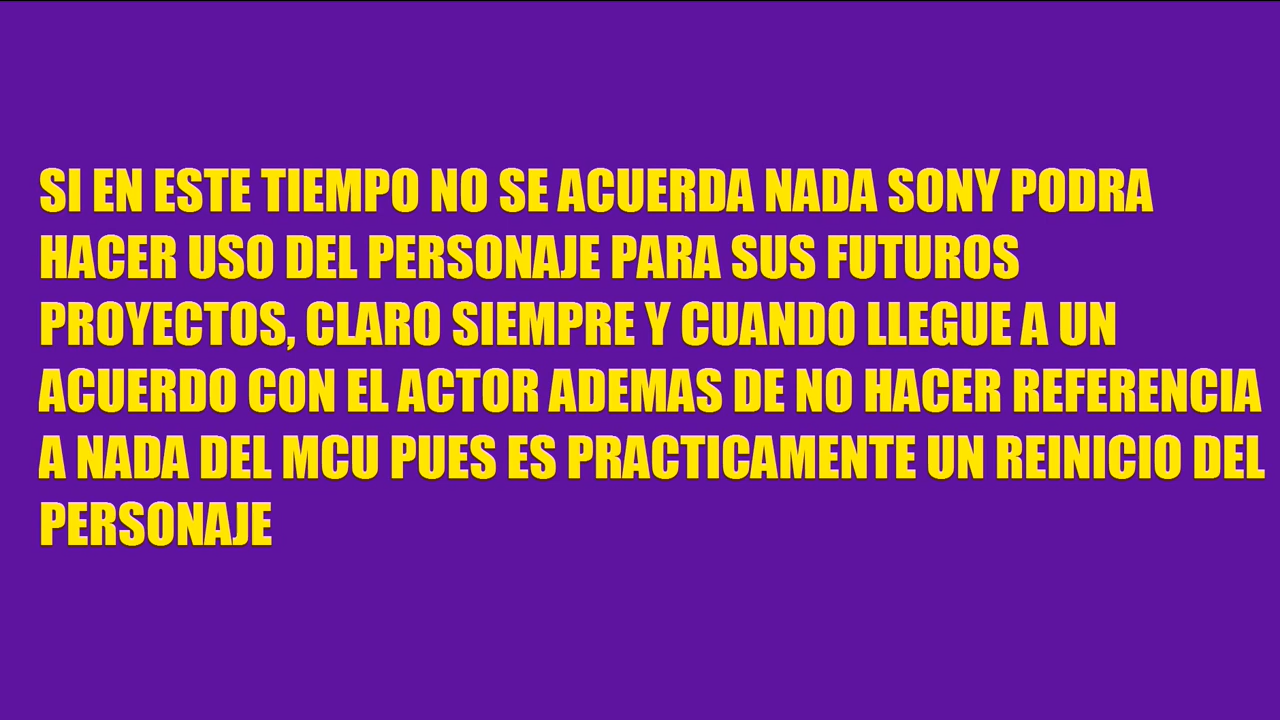 SI EN ESTE TIEMPO NO SE ACUERDA NADA SONY PODRA
HACER USO DEL PERSONAJE PARA SUS FUTUROS
PROYECTOS, CLARO SIEMPRE Y CUANDO LLEGUE A UN
ACUERDO CON EL ACTOR ADEMAS DE NO HACER REFERENCIA
A NADA DEL MCU PUES ES PRACTICAMENTE UN REINICIO DEL
PERSONAJE